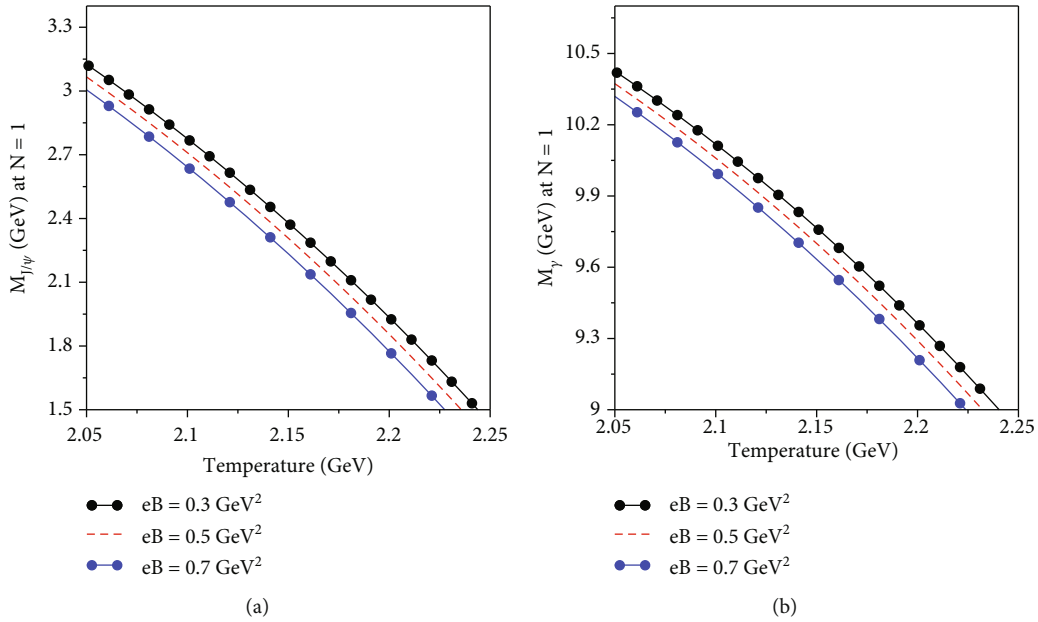 3.3
3
2.7
2.4
2.1
1.8
1.5
M_J/ψ (GeV) at N = 1
2.05 2.1 2.15 2.2 2.25
Temperature (GeV)
eB = 0.3 GeV²
eB = 0.5 GeV²
eB = 0.7 GeV²
(a)
10.5
10.2
9.9
9.6
9.3
9
M_γ (GeV) at N = 1
2.05 2.1 2.15 2.2 2.25
Temperature (GeV)
eB = 0.3 GeV²
eB = 0.5 GeV²
eB = 0.7 GeV²
(b)